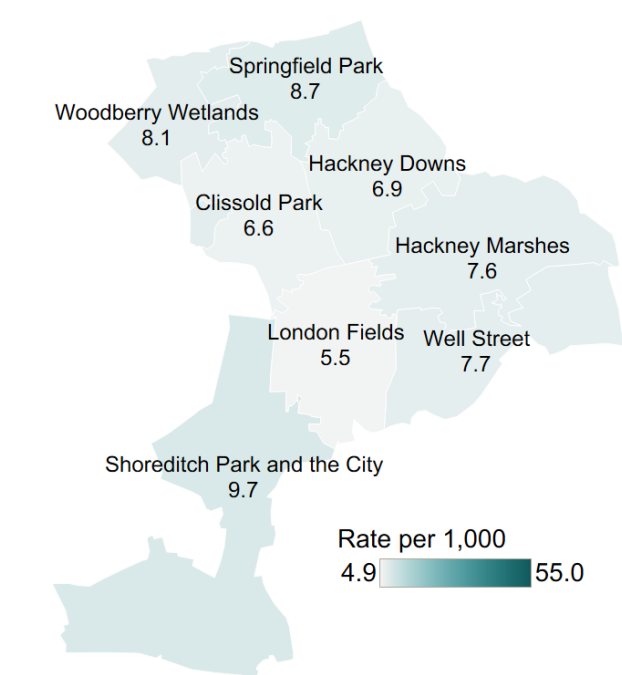 Springfield Park
8.7
Woodberry Wetlands
8.1
Hackney Downs
6.9
Clissold Park
6.6
Hackney Marshes
7.6
London Fields
5.5
Well Street
7.7
Shoreditch Park and the City
9.7
Rate per 1,000
4.9 55.0